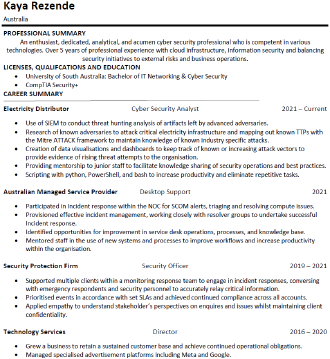 Kaya Rezende
Australia
PROFESSIONAL SUMMARY
An enthusiast, dedicated, analytical, and acumen cyber security professional who is competent in various
technologies. Over 5 years of professional experience with cloud infrastructure, information security and balancing
security initiatives to external risks and business operations.
LICENSES, QUALIFCATIONS AND EDUCATION
• University of South Australia: Bachelor of IT Networking & Cyber Security
• CompTIA Security+
CAREER SUMMARY
Electricity Distributor Cyber Security Analyst 2021 – Current
• Use of SIEM to conduct threat hunting analysis of artifacts left by advanced adversaries.
• Research of known adversaries to attack critical electricity infrastructure and mapping out known TTPs with
the Mitre ATTACK framework to maintain knowledge of known industry specific attacks.
• Creation of data visualisations and dashboards to keep track of known or increasing attack vectors to
provide evidence of rising threat attempts to the organisation.
• Providing mentorship to junior staff to facilitate knowledge sharing of security operations and best practices.
• Scripting with python, PowerShell, and bash to increase productivity and eliminate repetitive tasks.
Australian Managed Service Provider Desktop Support 2021
• Participated in incident response within the NOC for SCOM alerts, triaging and resolving issues.
• Provisioned effective incident management, working closely with resolver groups to undertake successful
incident response.
• Identified opportunities for improvement in service desk operations, processes, and knowledge base.
• Mentored staff in the use of new systems and processes to improve workflow and increase productivity
within the organisation.
Security Protection Firm Security Officer 2019 – 2021
• Supported multiple clients within a monitoring response team to engage in incident responses, conversing
with emergency respondents and security personnel to accurately relay critical information.
• Prioritised events in accordance with set SLAs and achieved continued compliance across all accounts.
• Applied empathy to understand stakeholder's perspectives on enquires and issues whilst maintaining client
confidentiality.
Technology Services Director 2016 – 2020
• Grew a business to retain a sustained customer base and achieve continued operational obligations.
• Managed specialised advertisement platforms including Meta and Google.